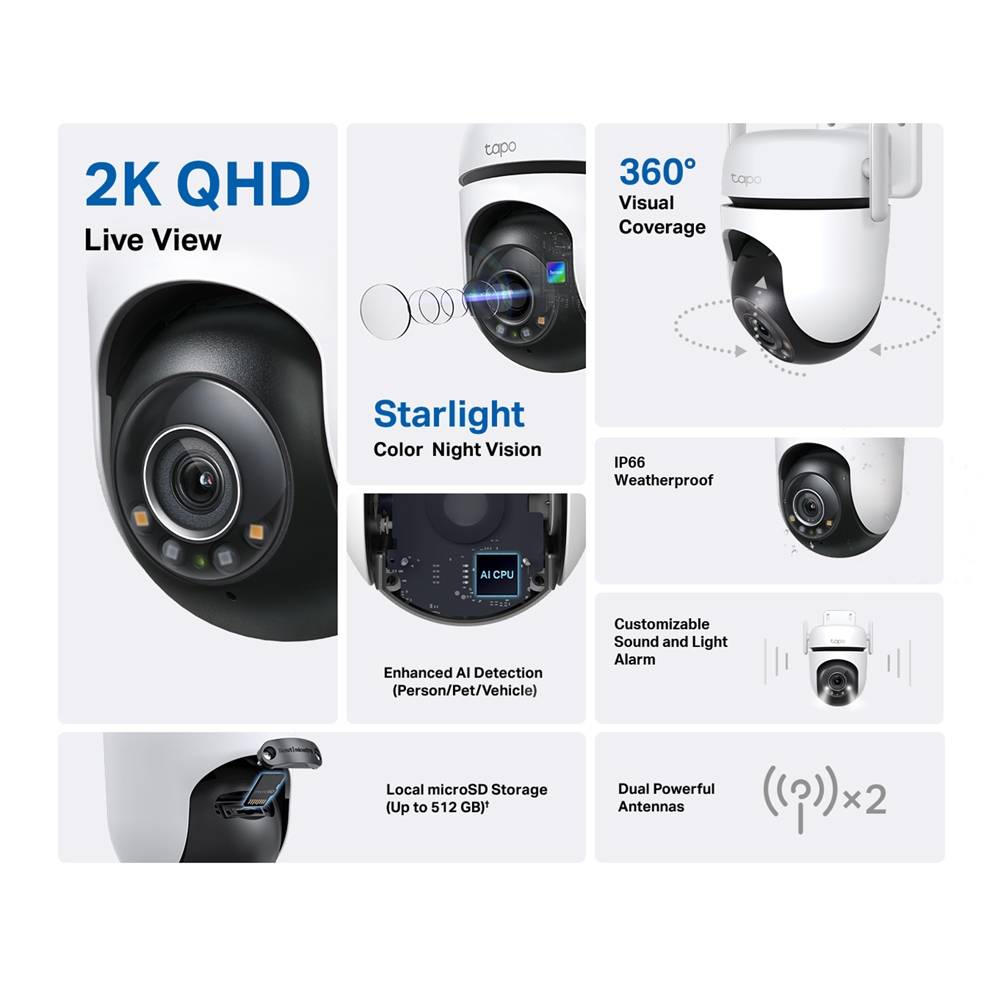 2K QHD
Live View
tapo
Starlight
Color Night Vision
360°
Visual
Coverage
tapo
IP66
Weatherproof
AI CPU
Enhanced AI Detection
(Person/Pet/Vehicle)
Customizable
Sound and Light
Alarm
tapo
Local microSD Storage
(Up to 512 GB)†
Dual Powerful
Antennas
×2